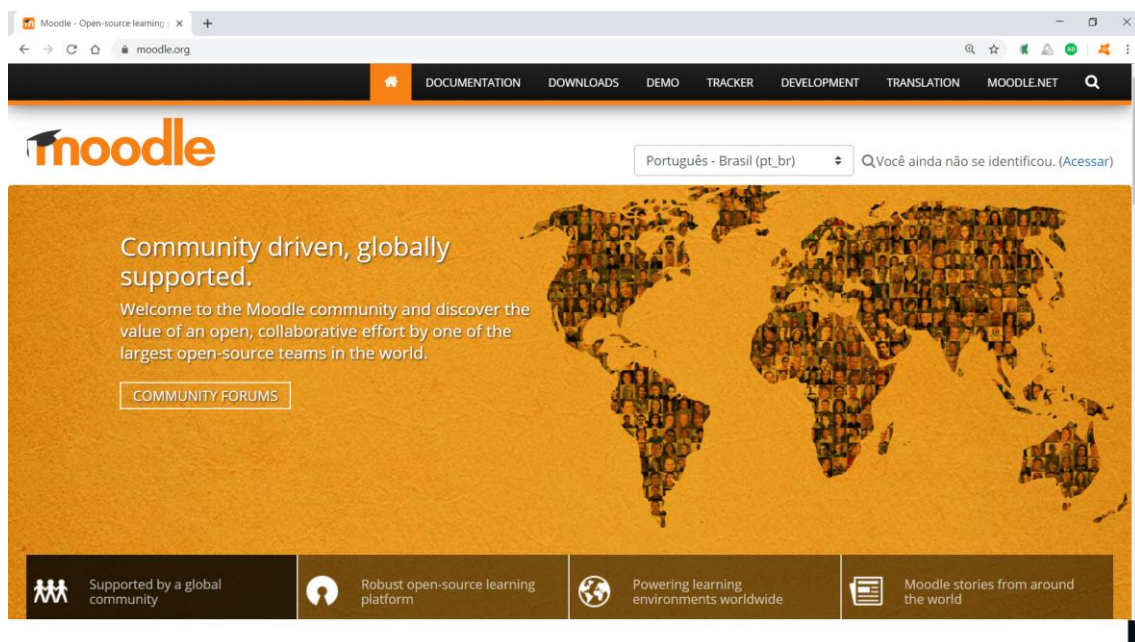 Moodle - Open-source learning
moodle.org
DOCUMENTATION DOWNLOADS DEMO TRACKER DEVELOPMENT TRANSLATION MOODLE.NET
moodle
Português - Brasil (pt_br) Você ainda não se identificou. (Acessar)
Community driven, globally
supported.
Welcome to the Moodle community and discover the
value of an open, collaborative effort by one of the
largest open-source teams in the world.
COMMUNITY FORUMS
Supported by a global
community
Robust open-source learning
platform
Powering learning
environments worldwide
Moodle stories from around
the world